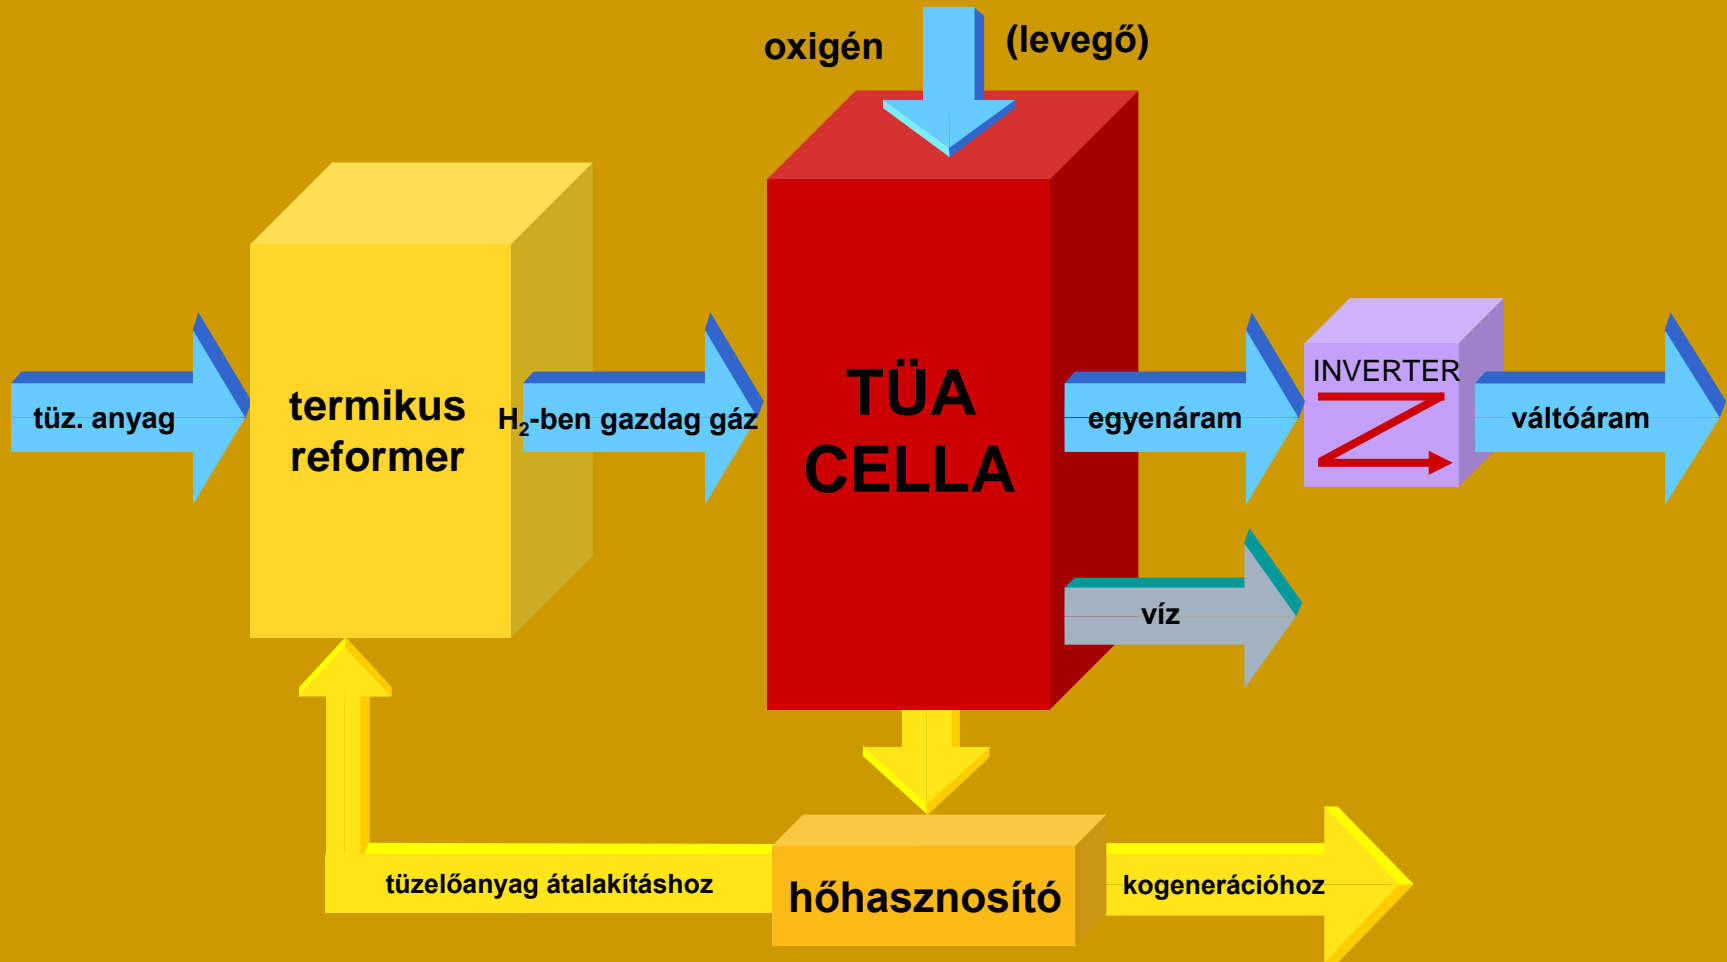 oxigén (levegő)
tüz. anyag
termikus
reformer
H₂-ben gazdag gáz
TÜA
CELLA
egyenáram
INVERTER
váltóáram
víz
tüzelőanyag átalakításhoz
hőhasznosító
kogenerációhoz